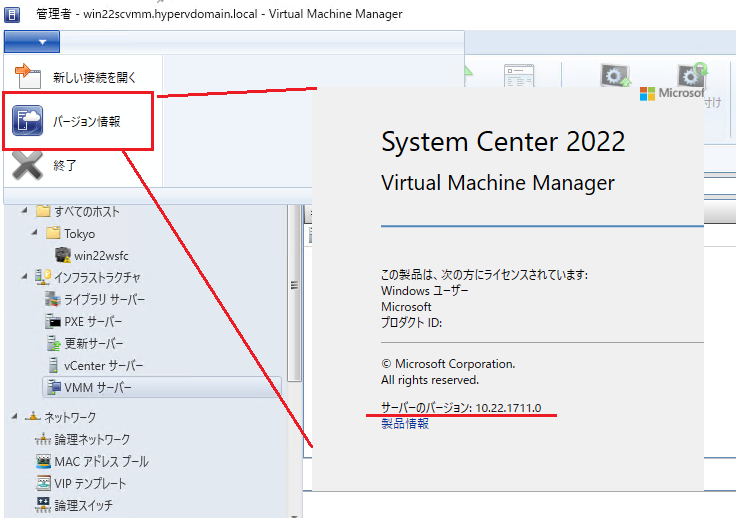 管理者 - win22scvmm.hypervdomain.local - Virtual Machine Manager
新しい接続を開く
バージョン情報
終了
すべてのホスト
Tokyo
win22wsfc
インフラストラクチャ
ライブラリ サーバー
PXE サーバー
更新サーバー
vCenter サーバー
VMM サーバー
ネットワーク
論理ネットワーク
MAC アドレス プール
VIP テンプレート
論理スイッチ
付け
Microsof
System Center 2022
Virtual Machine Manager
この製品は、次の方にライセンスされています:
Windows ユーザー
Microsoft
プロダクト ID:
© Microsoft Corporation.
All rights reserved.
サーバーのバージョン: 10.22.1711.0
製品情報